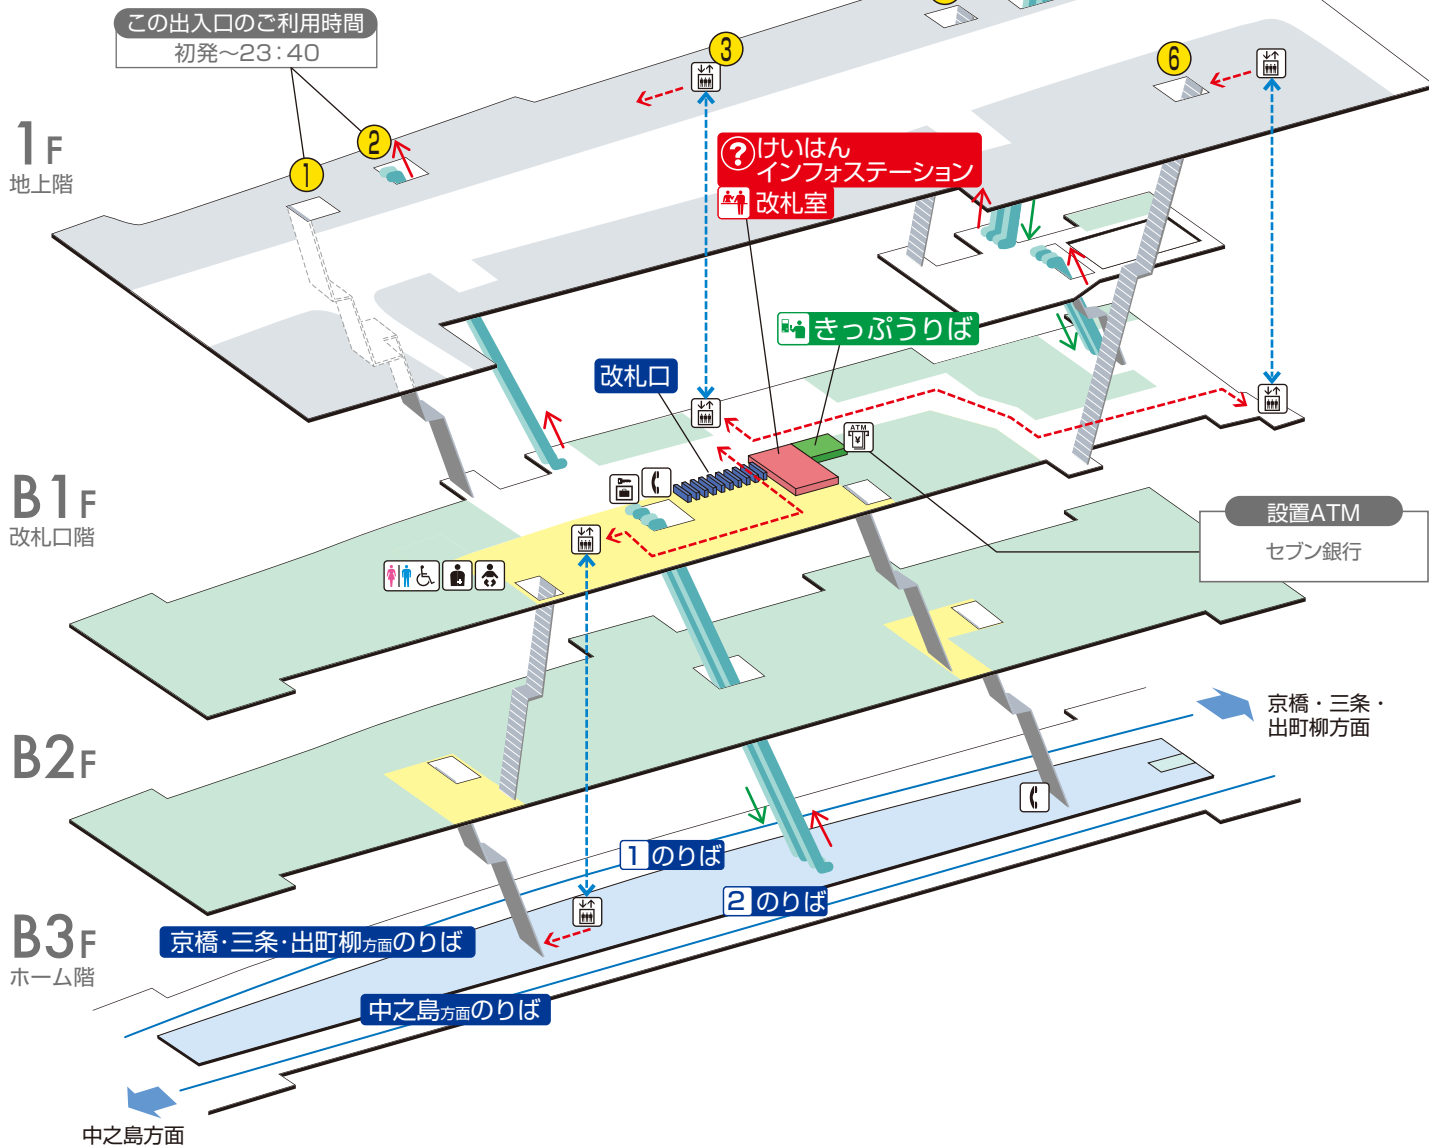 この出入口のご利用時間
初発～23：40
3
6
2
1
1F
地上階
?
けいはん
インフォステーション
改札室
きっぷうりば
改札口
ATM
¥
B1F
改札口階
設置ATM
セブン銀行
京橋・三条・
出町柳方面
B2F
1 のりば
2 のりば
B3F
ホーム階
京橋・三条・出町柳方面のりば
中之島方面のりば
中之島方面